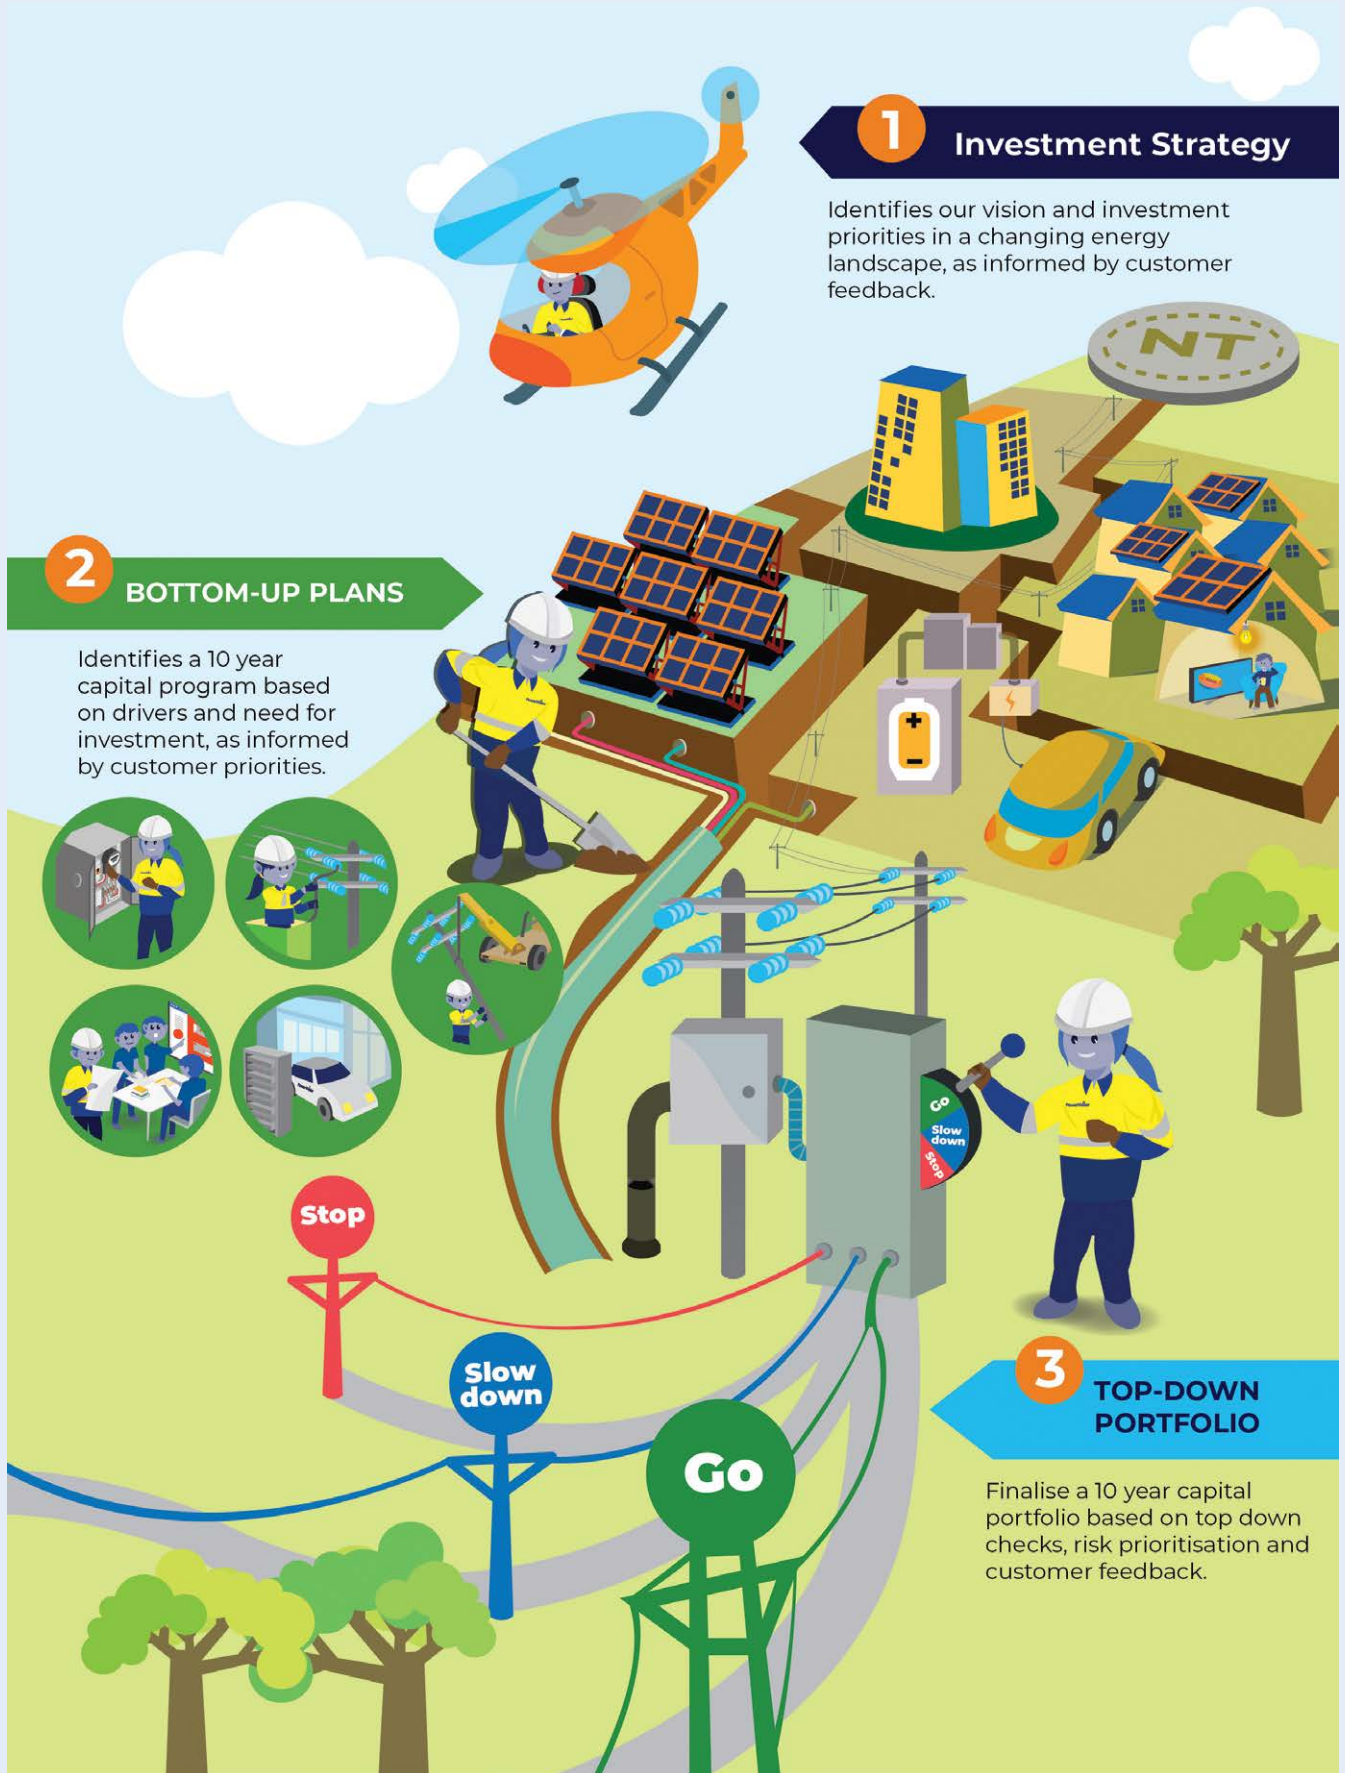 1
Investment Strategy
Identifies our vision and investment
priorities in a changing energy
landscape, as informed by customer
feedback.
NT
2
BOTTOM-UP PLANS
Identifies a 10 year
capital program based
on drivers and need for
investment, as informed
by customer priorities.
Go
Slow
down
Stop
Stop
Slow
down
Go
3
TOP-DOWN
PORTFOLIO
Finalise a 10 year capital
portfolio based on top down
checks, risk prioritisation and
customer feedback.